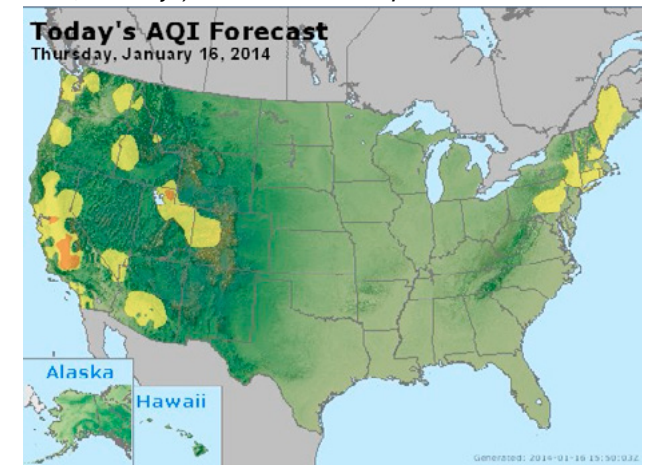 Today's AQI Forecast
Thursday, January 16, 2014
Alaska
Hawaii
Generated: 2014-01-16 15:50:03Z